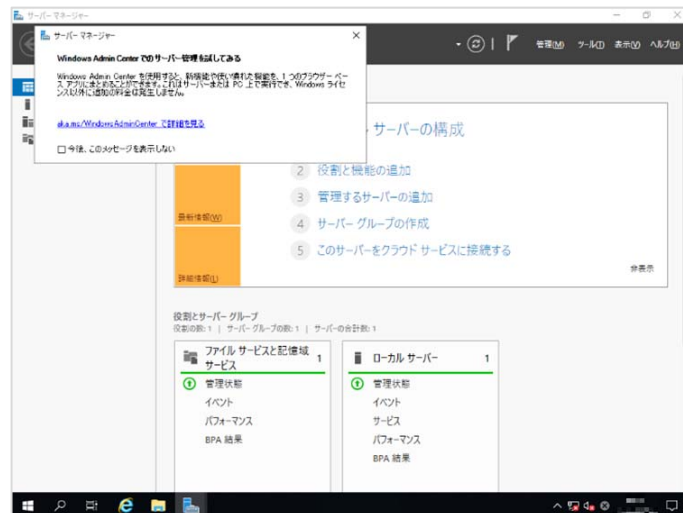 サーバー マネージャー
サーバー マネージャー
管理(M) ツール(T) 表示(V) ヘルプ(H)
Windows Admin Center でのサーバー管理を試してみる
Windows Admin Center を使用すると、新機能や使い慣れた機能を、1 つのブラウザー ベー
ス アプリにまとめることができます。これはサーバーまたは PC 上で実行でき、Windows ライセ
ンス以外に追加の料金は発生しません。
aka.ms/WindowsAdminCenter で詳細を見る
今後、このメッセージを表示しない
サーバーの構成
2 役割と機能の追加
3 管理するサーバーの追加
最新情報(W)
4 サーバー グループの作成
5 このサーバーをクラウド サービスに接続する
詳細情報(L)
非表示
役割とサーバー グループ
役割の数: 1 | サーバー グループの数: 1 | サーバーの合計数: 1
ファイル サービスと記憶域
サービス 1
管理状態
イベント
パフォーマンス
BPA 結果
ローカル サーバー 1
管理状態
イベント
サービス
パフォーマンス
BPA 結果